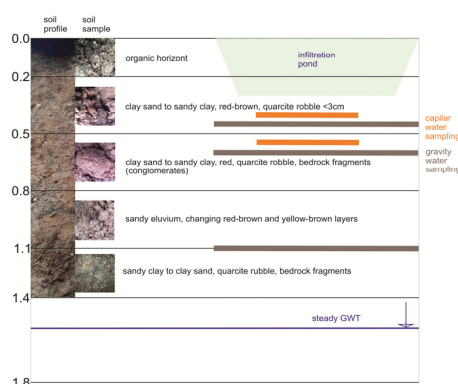 soil
profile
soil
sample
0.0
organic horizont
infiltration
pond
0.2
clay sand to sandy clay, red-brown, quarcite robble <3cm
capilar
water
sampling
0.5
gravity
water
sampling
clay sand to sandy clay, red, quarcite robble, bedrock fragments
(conglomerates)
0.8
sandy eluvium, changing red-brown and yellow-brown layers
1.1
sandy clay to clay sand, quarcite rubble, bedrock fragments
1.4
steady GWT
1.8